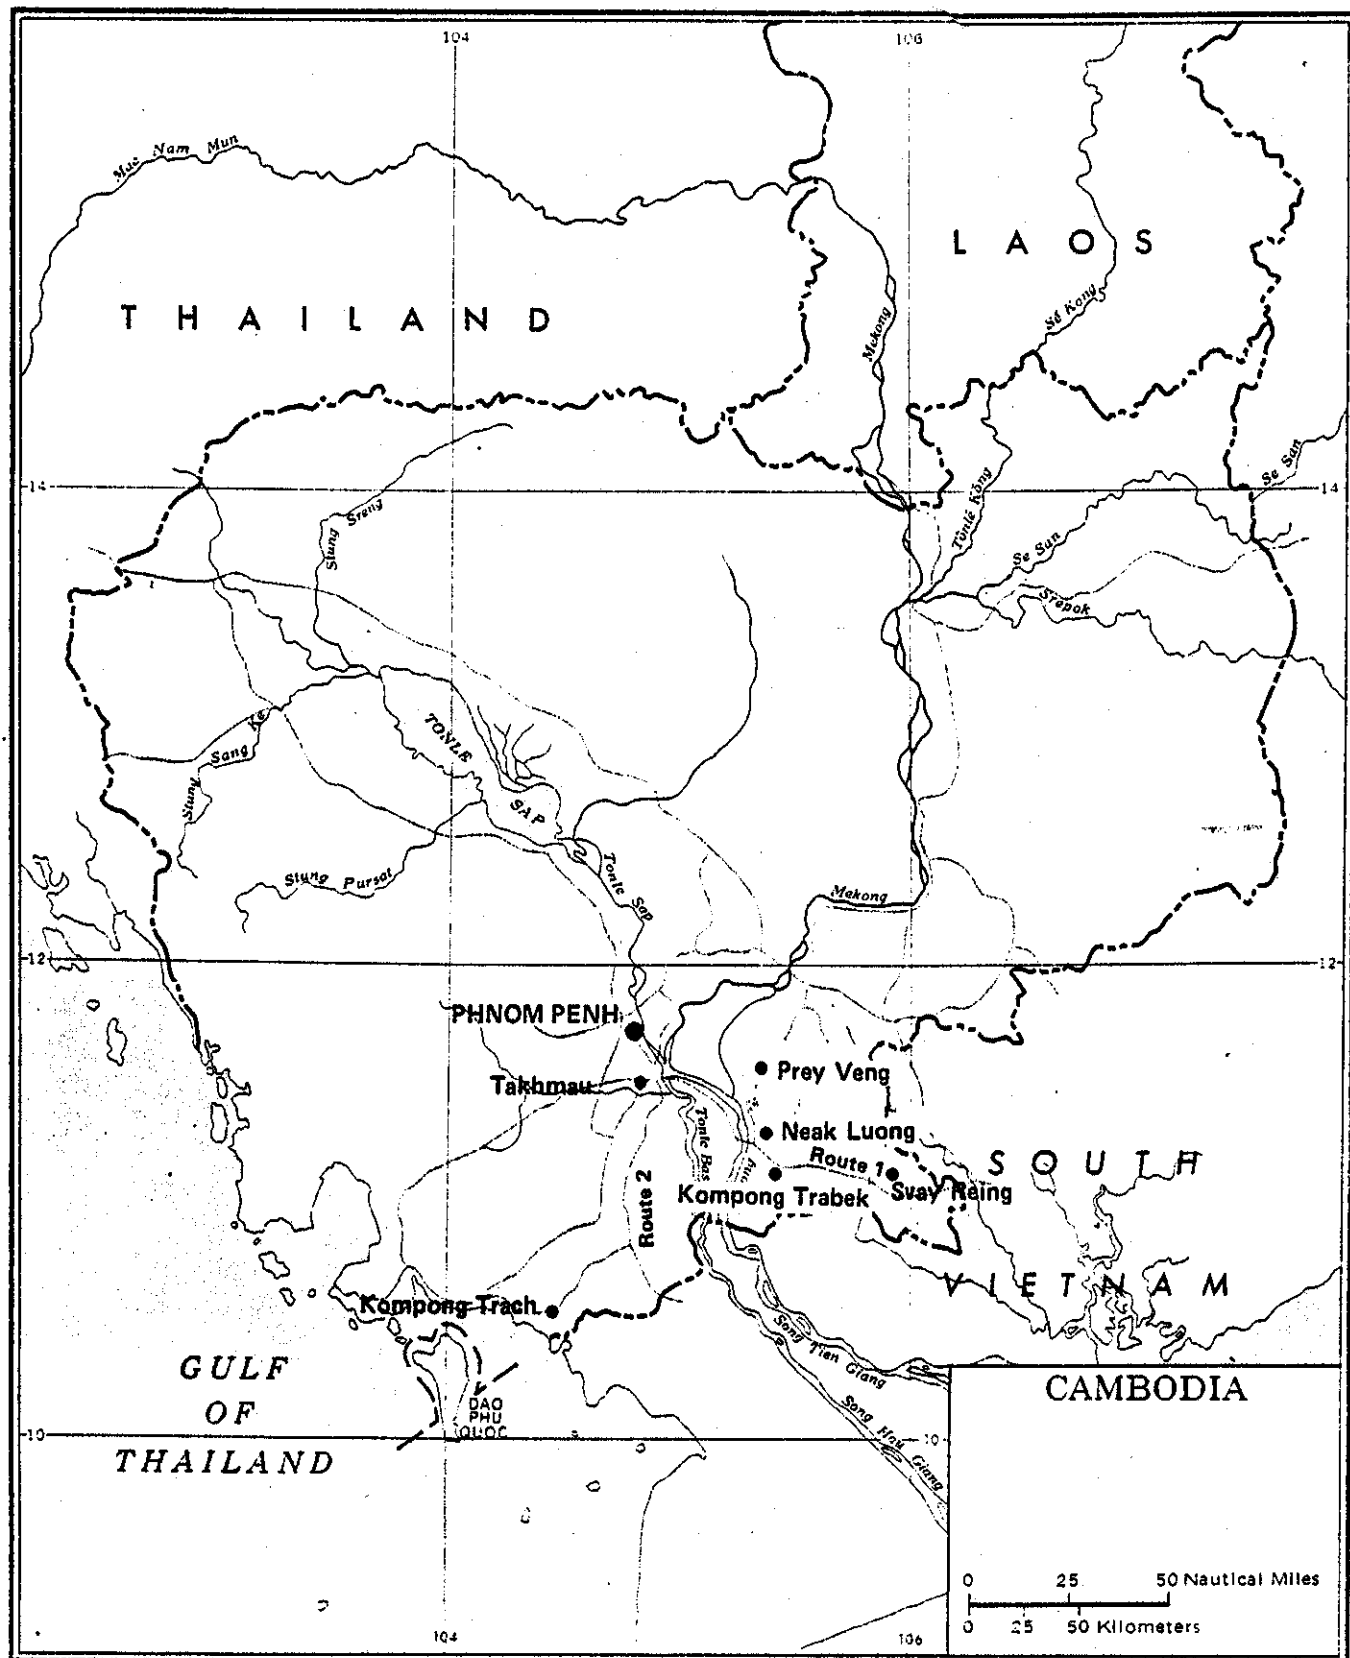 104
106
Mae Nam Mun
LAOS
THAILAND
Mekong
Sé Kong
Se San
14
14
Stung Sreng
Tônlé Kông
Se San
Srepok
TONLE
SAP
Stung Sang Ke
Stung Pursat
Tonle Sap
Mekong
12
12
PHNOM PENH
Takhmau
Prey Veng
Neak Luong
Tonle Bas
ong
Route 1
Route 2
Kompong Trabek
Svay Reing
SOUTH
VIETNAM
Kompong Trach
GULF
OF
THAILAND
DAO
PHU
QUOC
Song Tien Giang
Song Hau Giang
10
10
CAMBODIA
0 25 50 Nautical Miles
0 25 50 Kilometers
104
106